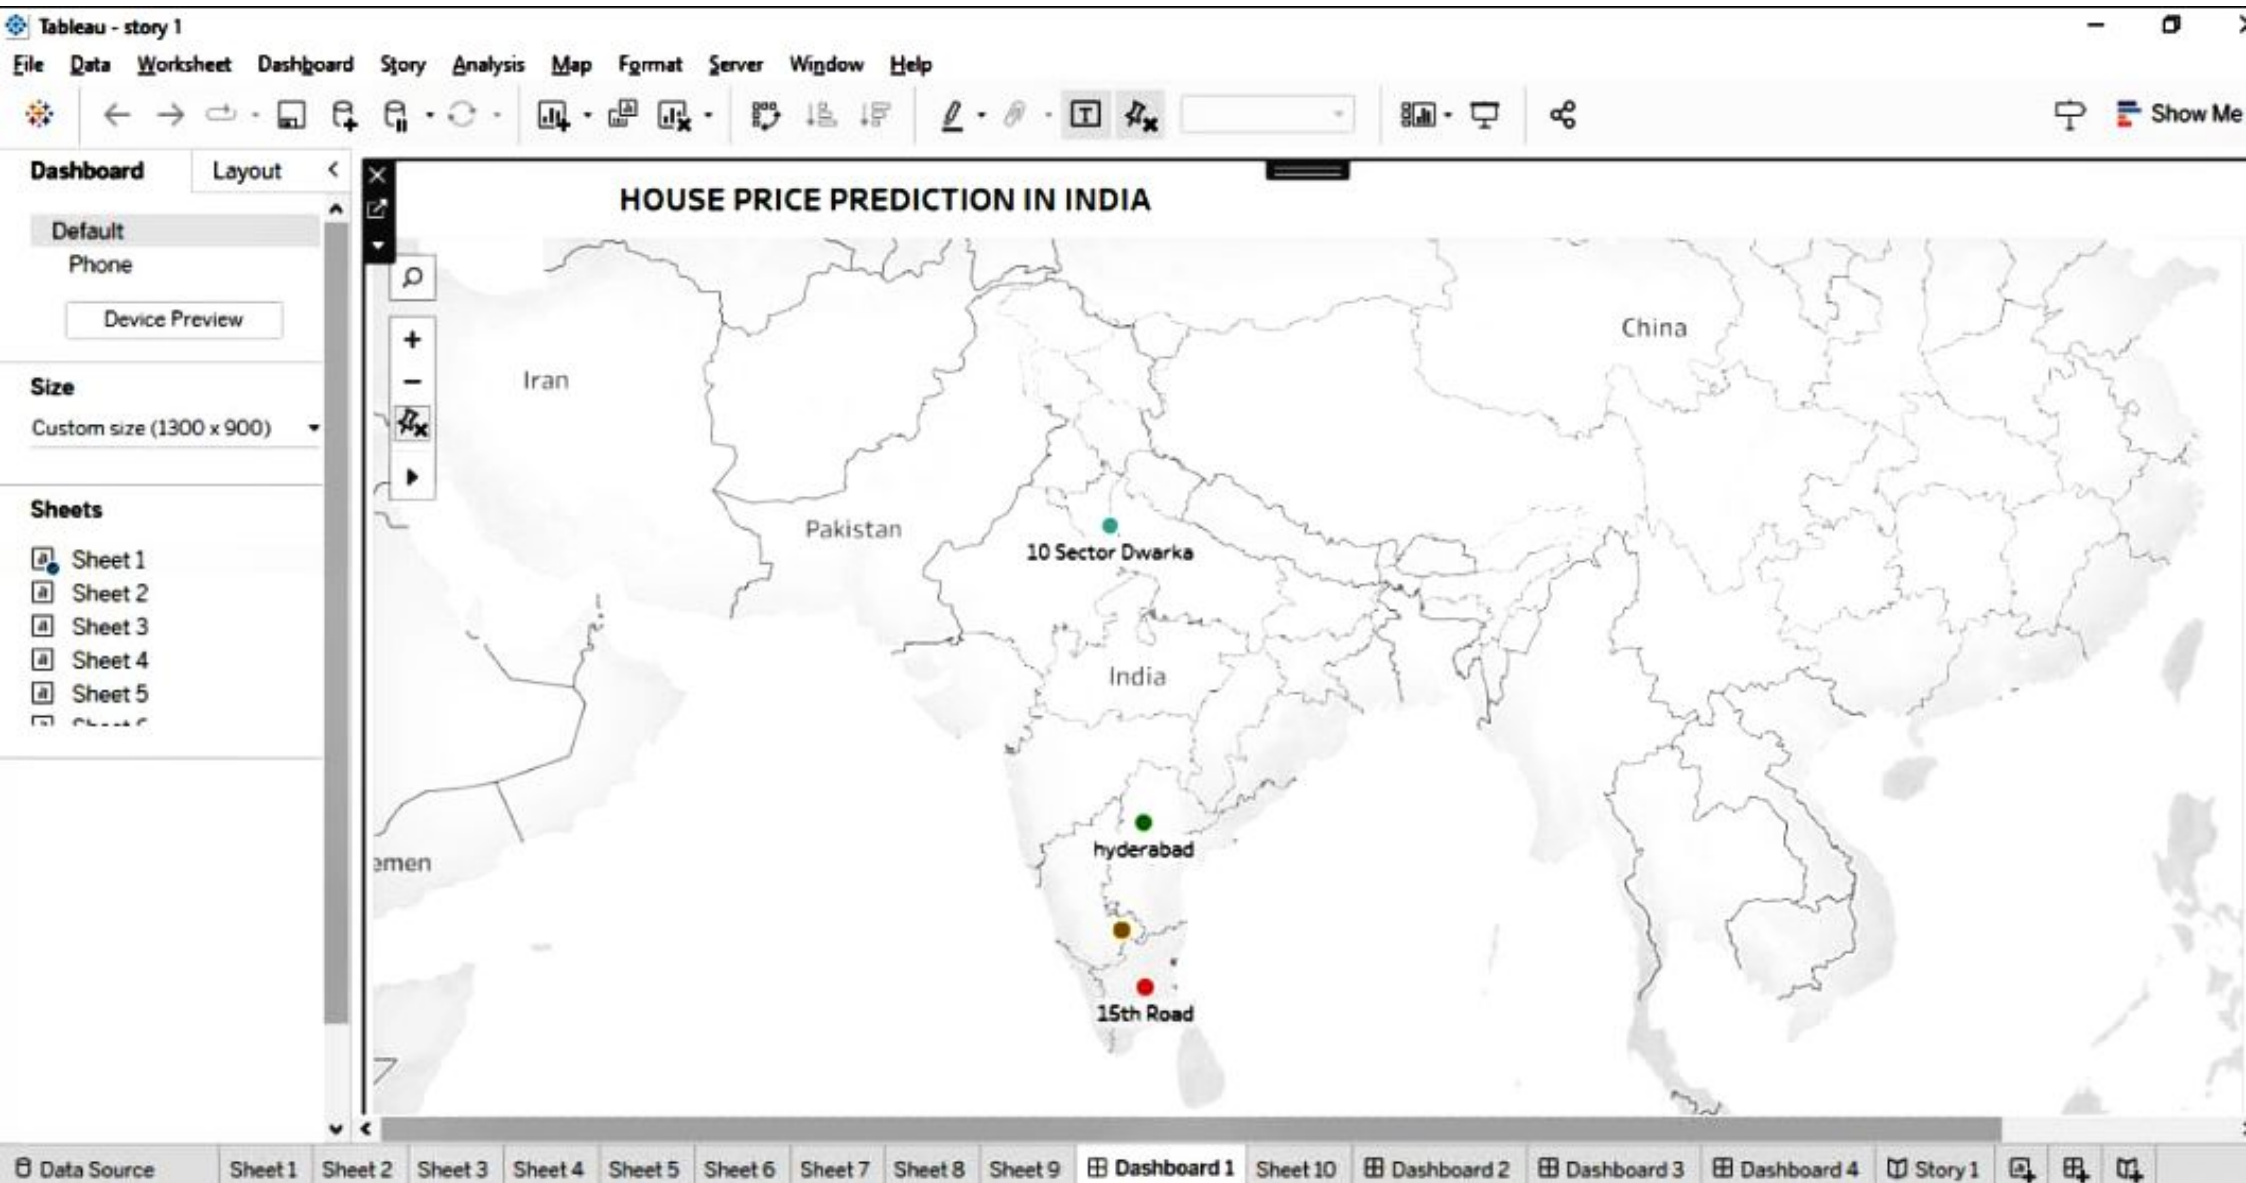 Tableau - story 1
File Data Worksheet Dashboard Story Analysis Map Format Server Window Help
Show Me
Dashboard Layout
Default
Phone
Device Preview
Size
Custom size (1300 x 900)
Sheets
Sheet 1
Sheet 2
Sheet 3
Sheet 4
Sheet 5
HOUSE PRICE PREDICTION IN INDIA
China
Iran
Pakistan
10 Sector Dwarka
India
hyderabad
emen
15th Road
Data Source Sheet 1 Sheet 2 Sheet 3 Sheet 4 Sheet 5 Sheet 6 Sheet 7 Sheet 8 Sheet 9 Dashboard 1 Sheet 10 Dashboard 2 Dashboard 3 Dashboard 4 Story 1